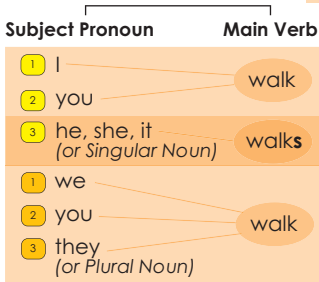 Subject Pronoun Main Verb
1 I
walk
2 you
3 he, she, it walks
(or Singular Noun)
1 we
2 you walk
3 they
(or Plural Noun)